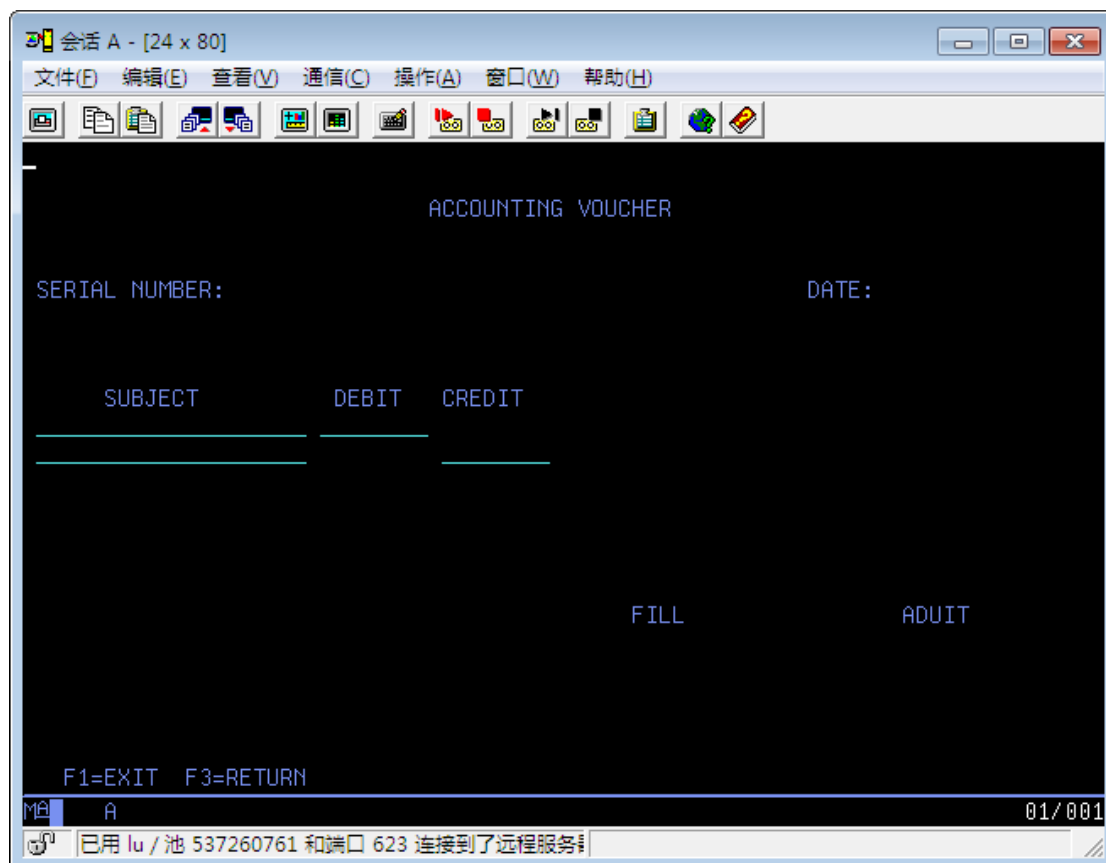 会话 A - [24 x 80]
文件(F) 编辑(E) 查看(V) 通信(C) 操作(A) 窗口(W) 帮助(H)
ACCOUNTING VOUCHER
SERIAL NUMBER: DATE:
SUBJECT DEBIT CREDIT
FILL ADUIT
F1=EXIT F3=RETURN
MA A 01/001
已用 lu / 池 537260761 和端口 623 连接到了远程服务